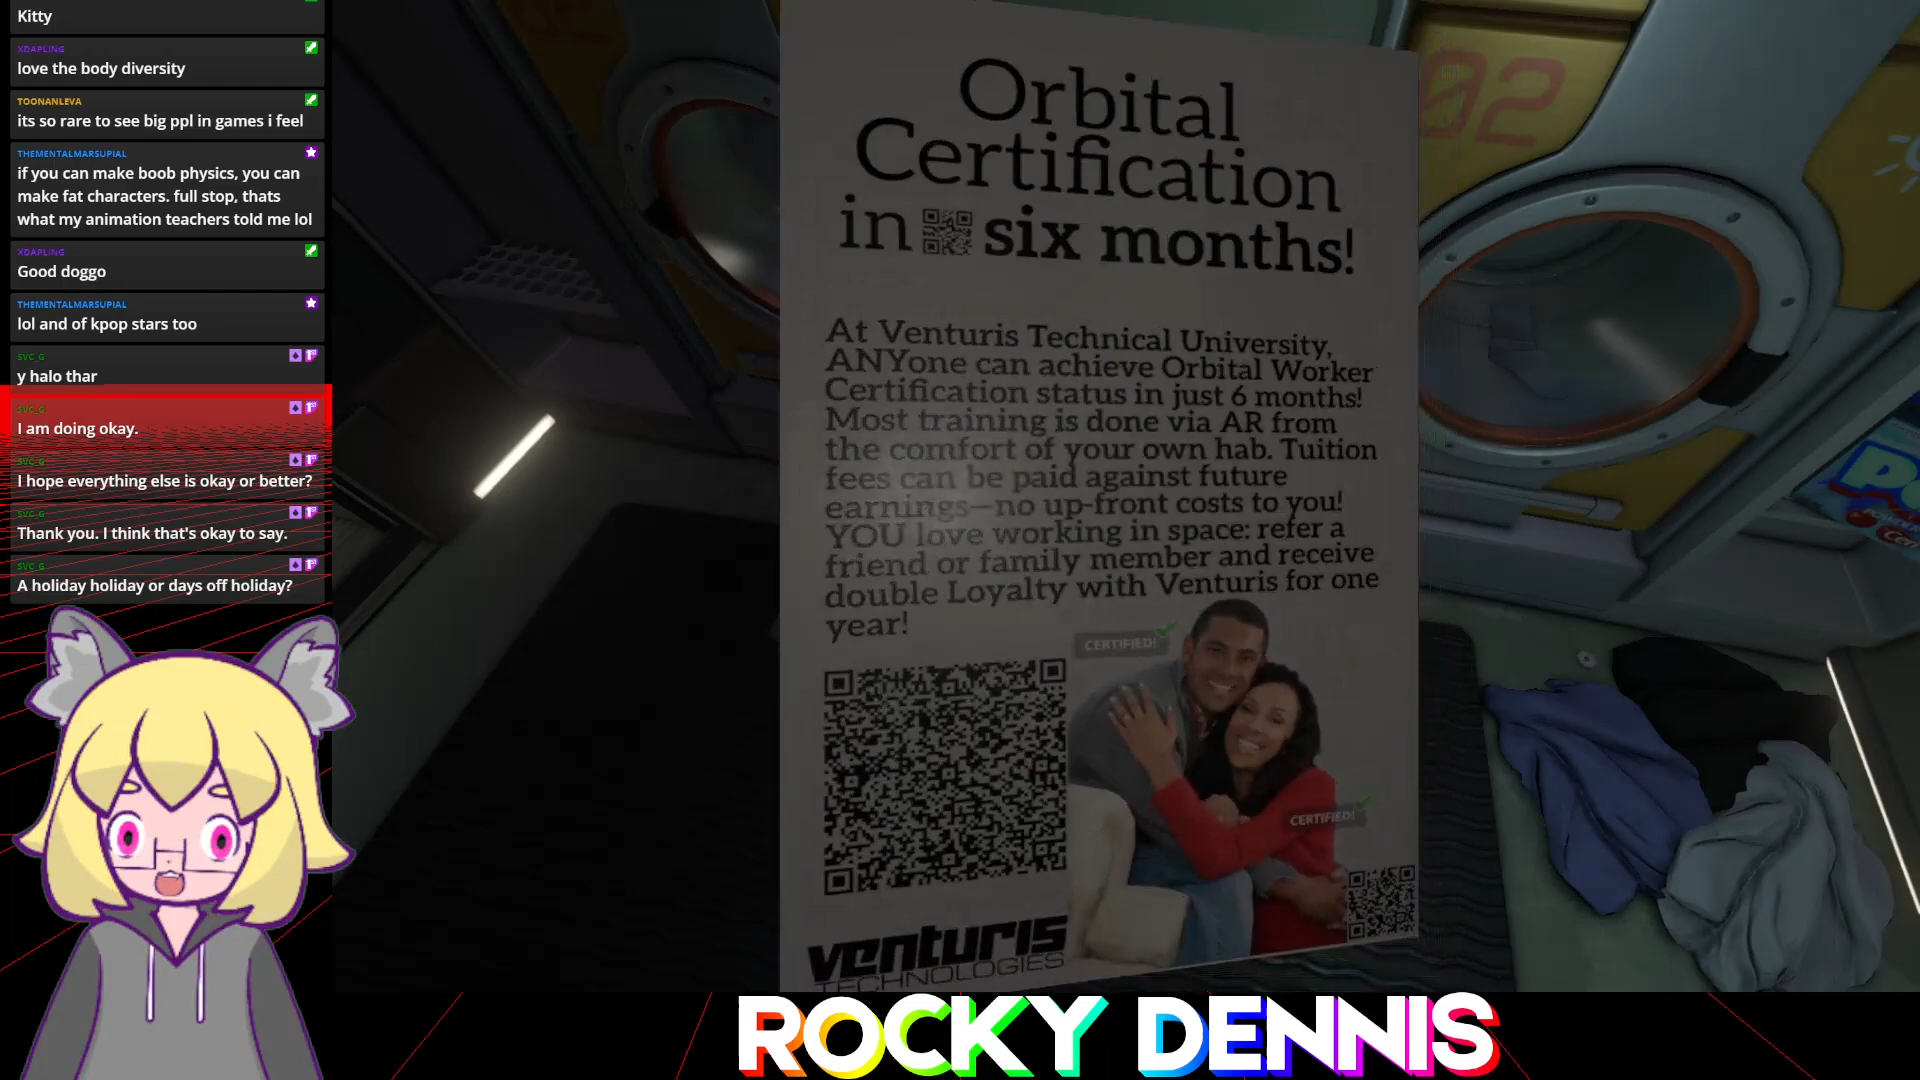 Kitty
XDAPLING
love the body diversity
TOONANLEVA
its so rare to see big ppl in games i feel
THEMENTALMARSUPIAL
if you can make boob physics, you can
make fat characters. full stop, thats
what my animation teachers told me lol
XDAPLING
Good doggo
THEMENTALMARSUPIAL
lol and of kpop stars too
SVC_G
y halo thar
SVC_G
I am doing okay.
SVC_G
I hope everything else is okay or better?
SVC_G
Thank you. I think that's okay to say.
SVC_G
A holiday holiday or days off holiday?
Orbital
Certification
in six months!
At Venturis Technical University,
ANYone can achieve Orbital Worker
Certification status in just 6 months!
Most training is done via AR from
the comfort of your own hab. Tuition
fees can be paid against future
earnings—no up-front costs to you!
YOU love working in space: refer a
friend or family member and receive
double Loyalty with Venturis for one
year!
CERTIFIED!
CERTIFIED!
venturis
TECHNOLOGIES
02
ROCKY DENNIS